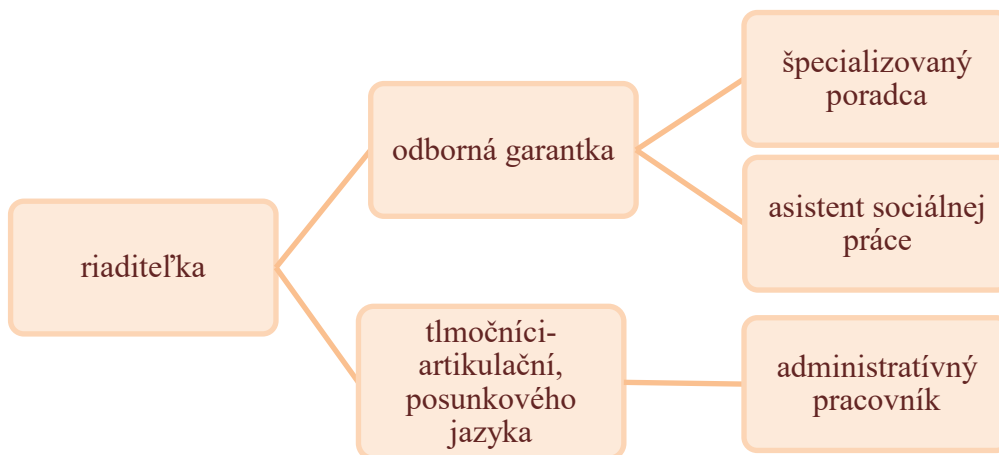 riaditeľka
odborná garantka
špecializovaný
poradca
asistent sociálnej
práce
tlmočníci-
artikulační,
posunkového
jazyka
administratívný
pracovník